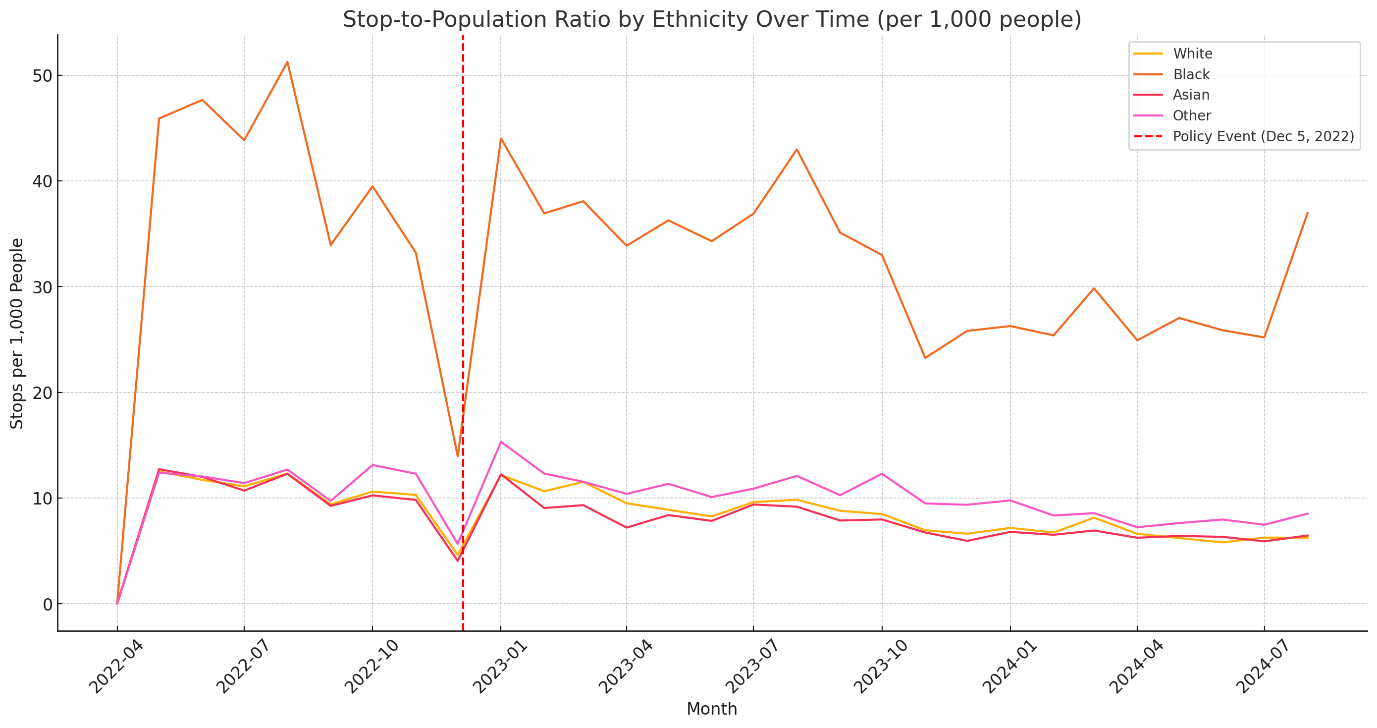 Stop-to-Population Ratio by Ethnicity Over Time (per 1,000 people)
White
Black
Asian
Other
Policy Event (Dec 5, 2022)
Stops per 1,000 People
50
40
30
20
10
0
2022-04
2022-07
2022-10
2023-01
2023-04
2023-07
2023-10
2024-01
2024-04
2024-07
Month